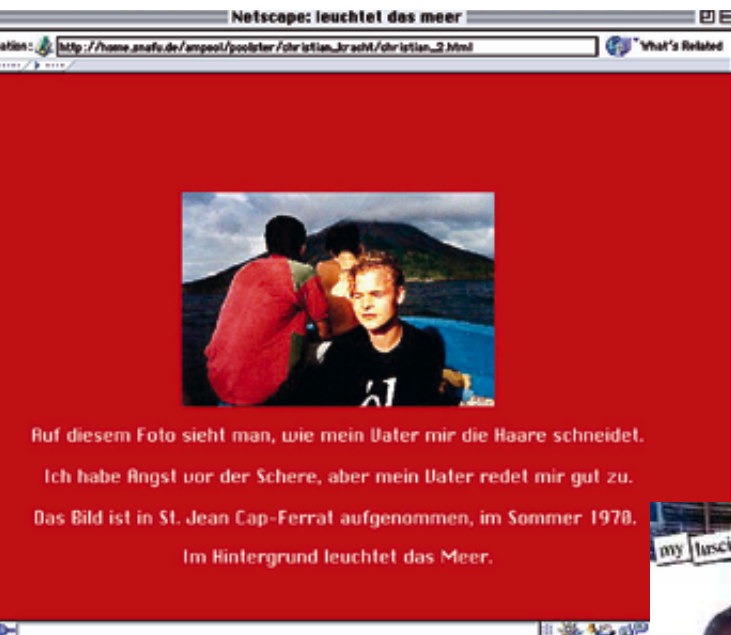 Netscape: leuchtet das meer
ation: http://home.snafu.de/ampool/poolster/christian_kracht/christian_2.html What's Related
Auf diesem Foto sieht man, wie mein Vater mir die Haare schneidet.
Ich habe Angst vor der Schere, aber mein Vater redet mir gut zu.
Das Bild ist in St. Jean Cap-Ferrat aufgenommen, im Sommer 1970.
Im Hintergrund leuchtet das Meer.
my